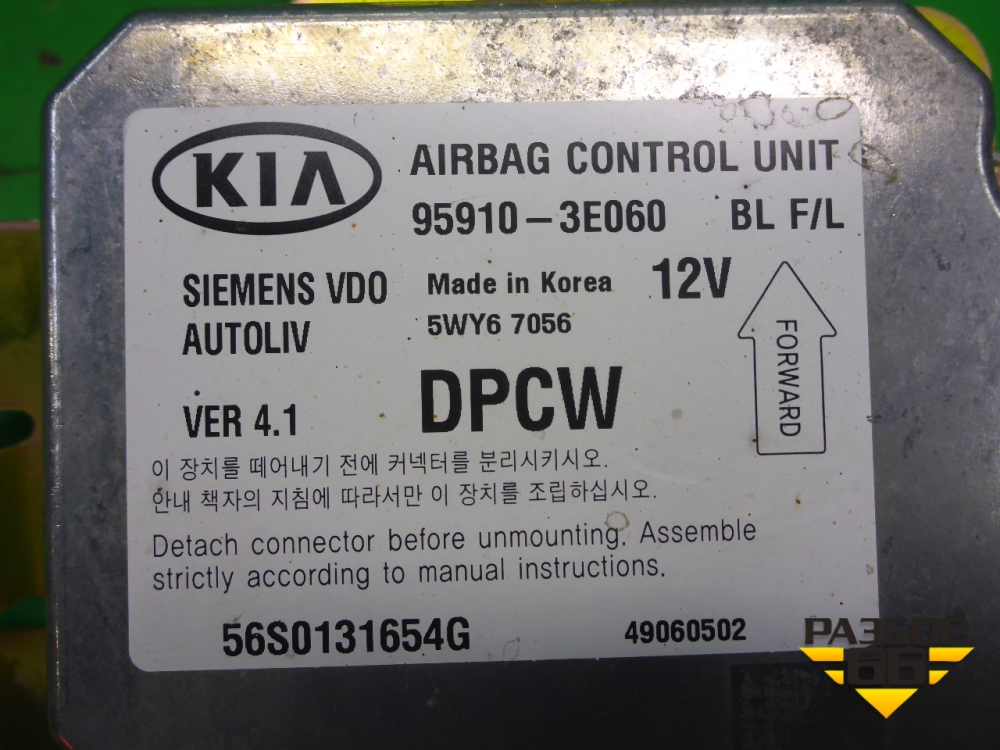 KIA
AIRBAG CONTROL UNIT
95910-3E060 BL F/L
SIEMENS VDO
AUTOLIV
Made in Korea
5WY6 7056
12V
FORWARD
VER 4.1
DPCW
이 장치를 떼어내기 전에 커넥터를 분리시키시오.
안내 책자의 지침에 따라서만 이 장치를 조립하십시오.
Detach connector before unmounting. Assemble
strictly according to manual instructions.
56S0131654G
49060502
РАЗБОР
66